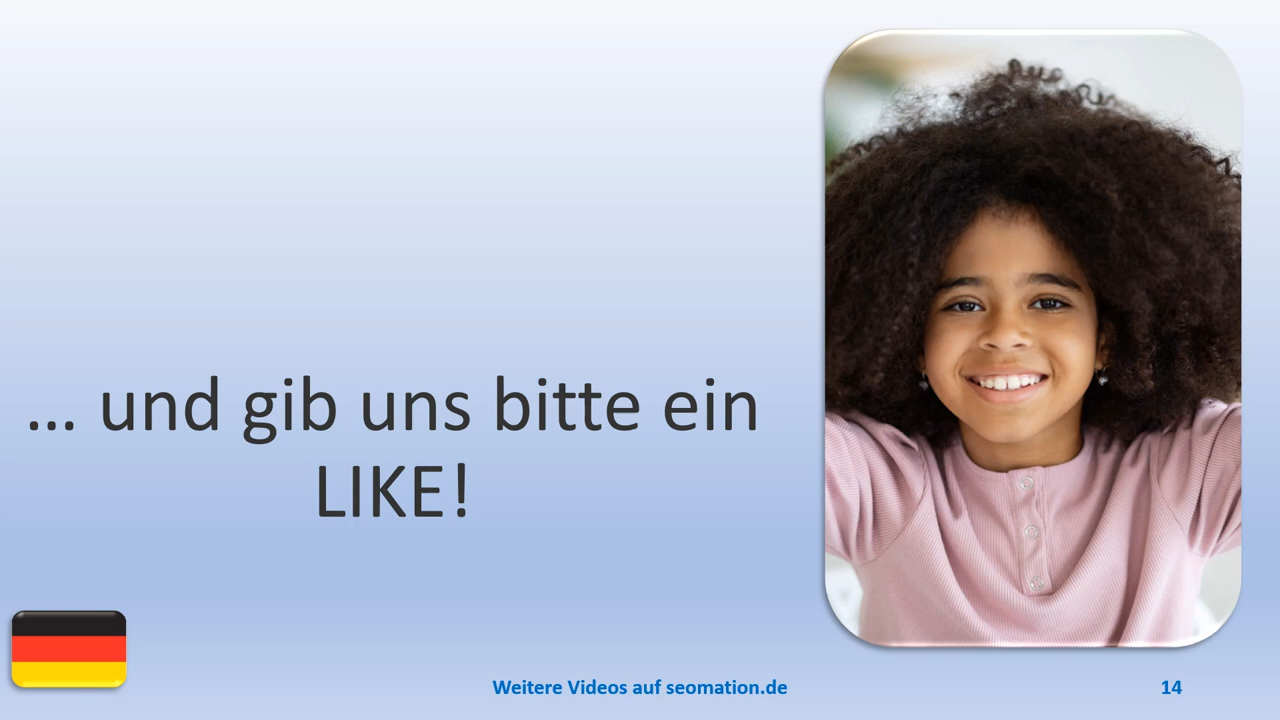 ... und gib uns bitte ein
LIKE!
Weitere Videos auf seomation.de
14